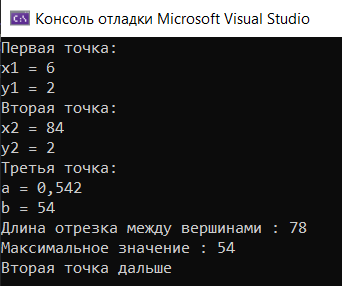 Консоль отладки Microsoft Visual Studio
Первая точка:
x1 = 6
y1 = 2
Вторая точка:
x2 = 84
y2 = 2
Третья точка:
a = 0,542
b = 54
Длина отрезка между вершинами : 78
Максимальное значение : 54
Вторая точка дальше